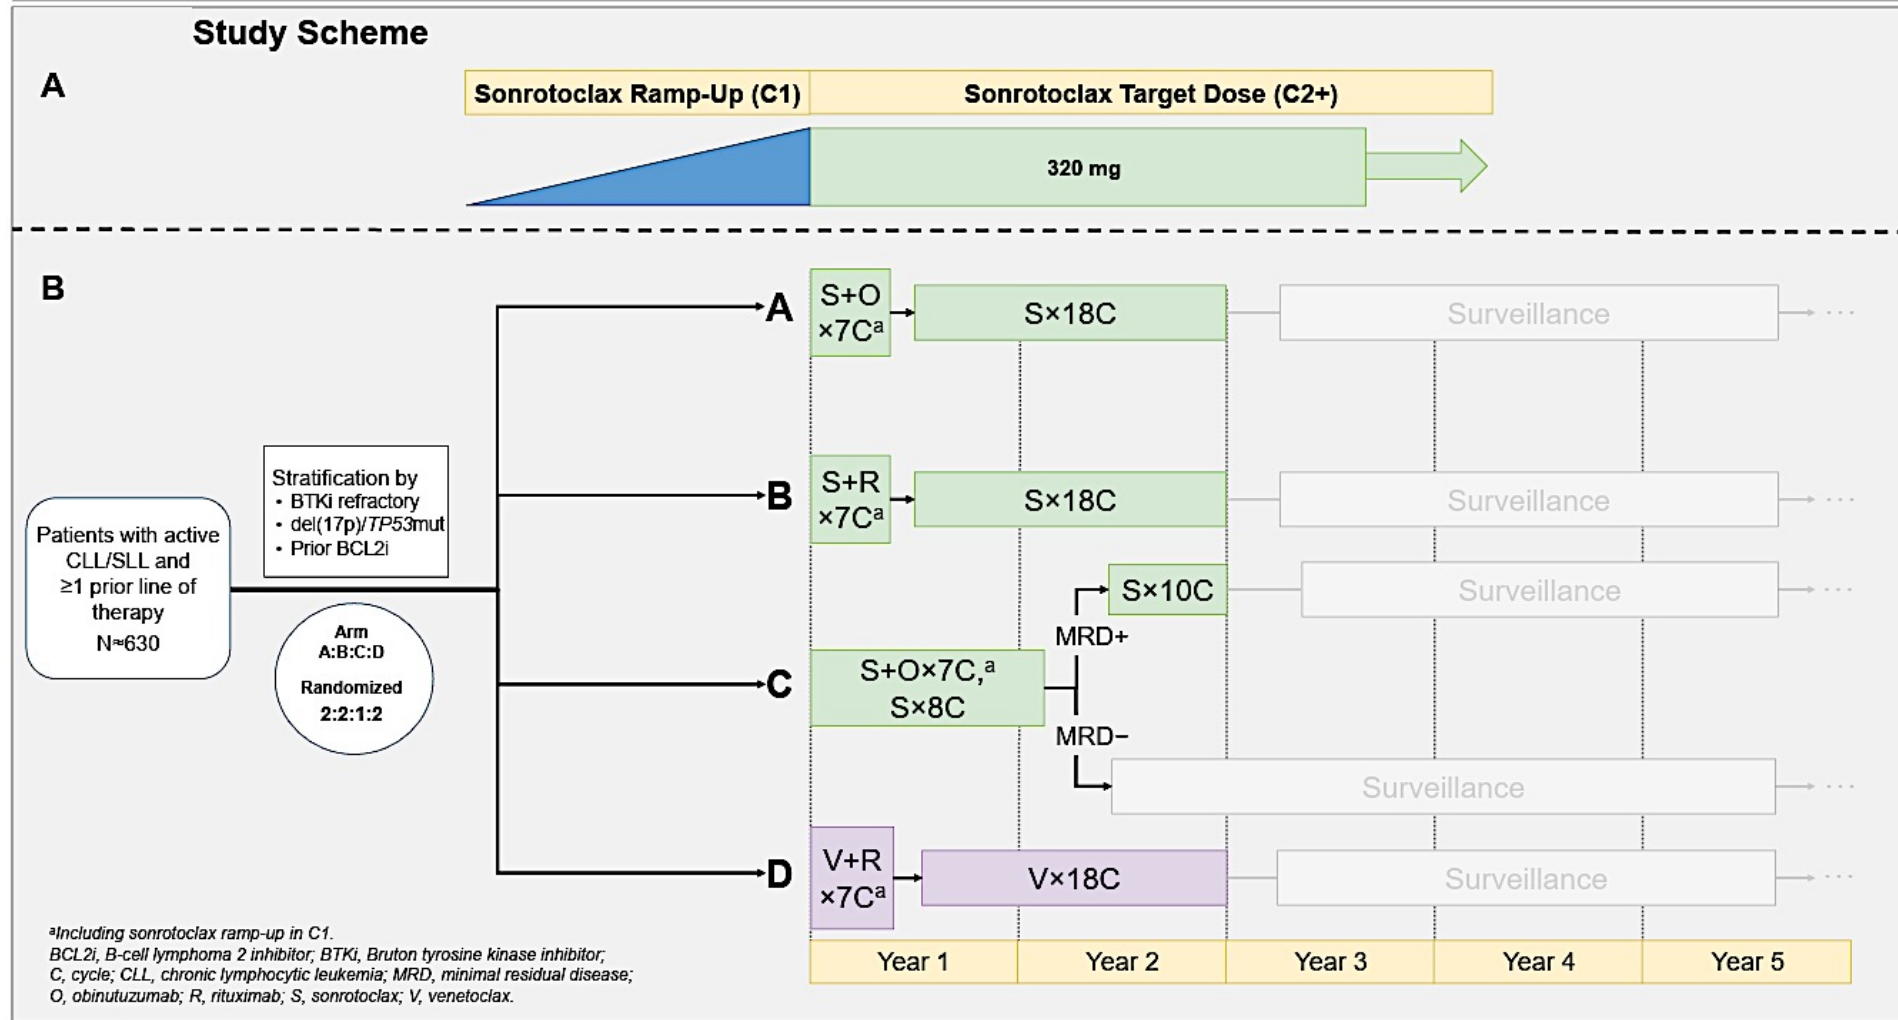 Study Scheme
A
Sonrotoclax Ramp-Up (C1)
Sonrotoclax Target Dose (C2+)
320 mg
B
Patients with active
CLL/SLL and
≥1 prior line of
therapy
N≈630
Stratification by
• BTKi refractory
• del(17p)/TP53mut
• Prior BCL2i
Arm
A:B:C:D
Randomized
2:2:1:2
A
S+O
×7Cᵃ
S×18C
Surveillance
...
B
S+R
×7Cᵃ
S×18C
Surveillance
...
C
S+O×7C,ᵃ
S×8C
MRD+
S×10C
Surveillance
...
MRD−
Surveillance
...
D
V+R
×7Cᵃ
V×18C
Surveillance
...
Year 1
Year 2
Year 3
Year 4
Year 5
ᵃIncluding sonrotoclax ramp-up in C1.
BCL2i, B-cell lymphoma 2 inhibitor; BTKi, Bruton tyrosine kinase inhibitor;
C, cycle; CLL, chronic lymphocytic leukemia; MRD, minimal residual disease;
O, obinutuzumab; R, rituximab; S, sonrotoclax; V, venetoclax.